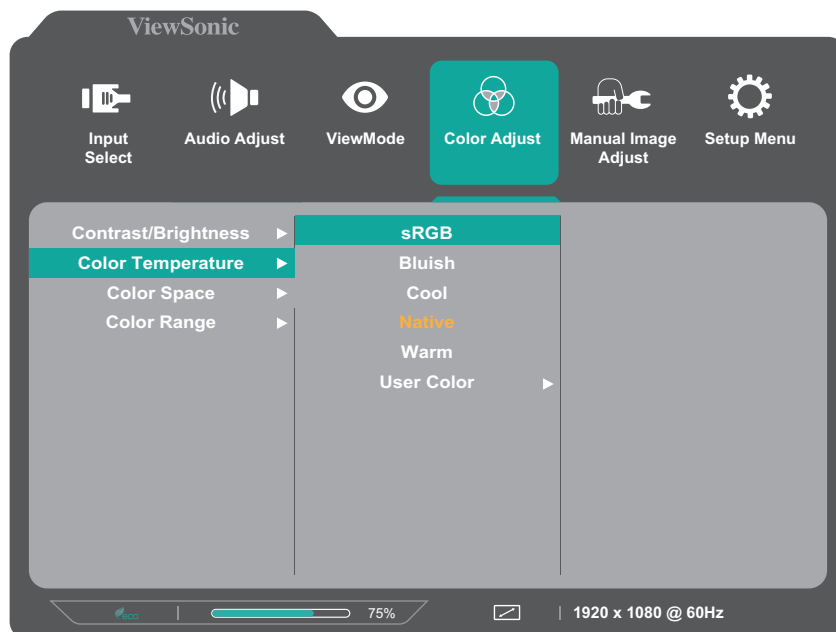 ViewSonic
Input
Select
Audio Adjust
ViewMode
Color Adjust
Manual Image
Adjust
Setup Menu
Contrast/Brightness
Color Temperature
Color Space
Color Range
sRGB
Bluish
Cool
Native
Warm
User Color
eco
75%
1920 x 1080 @ 60Hz